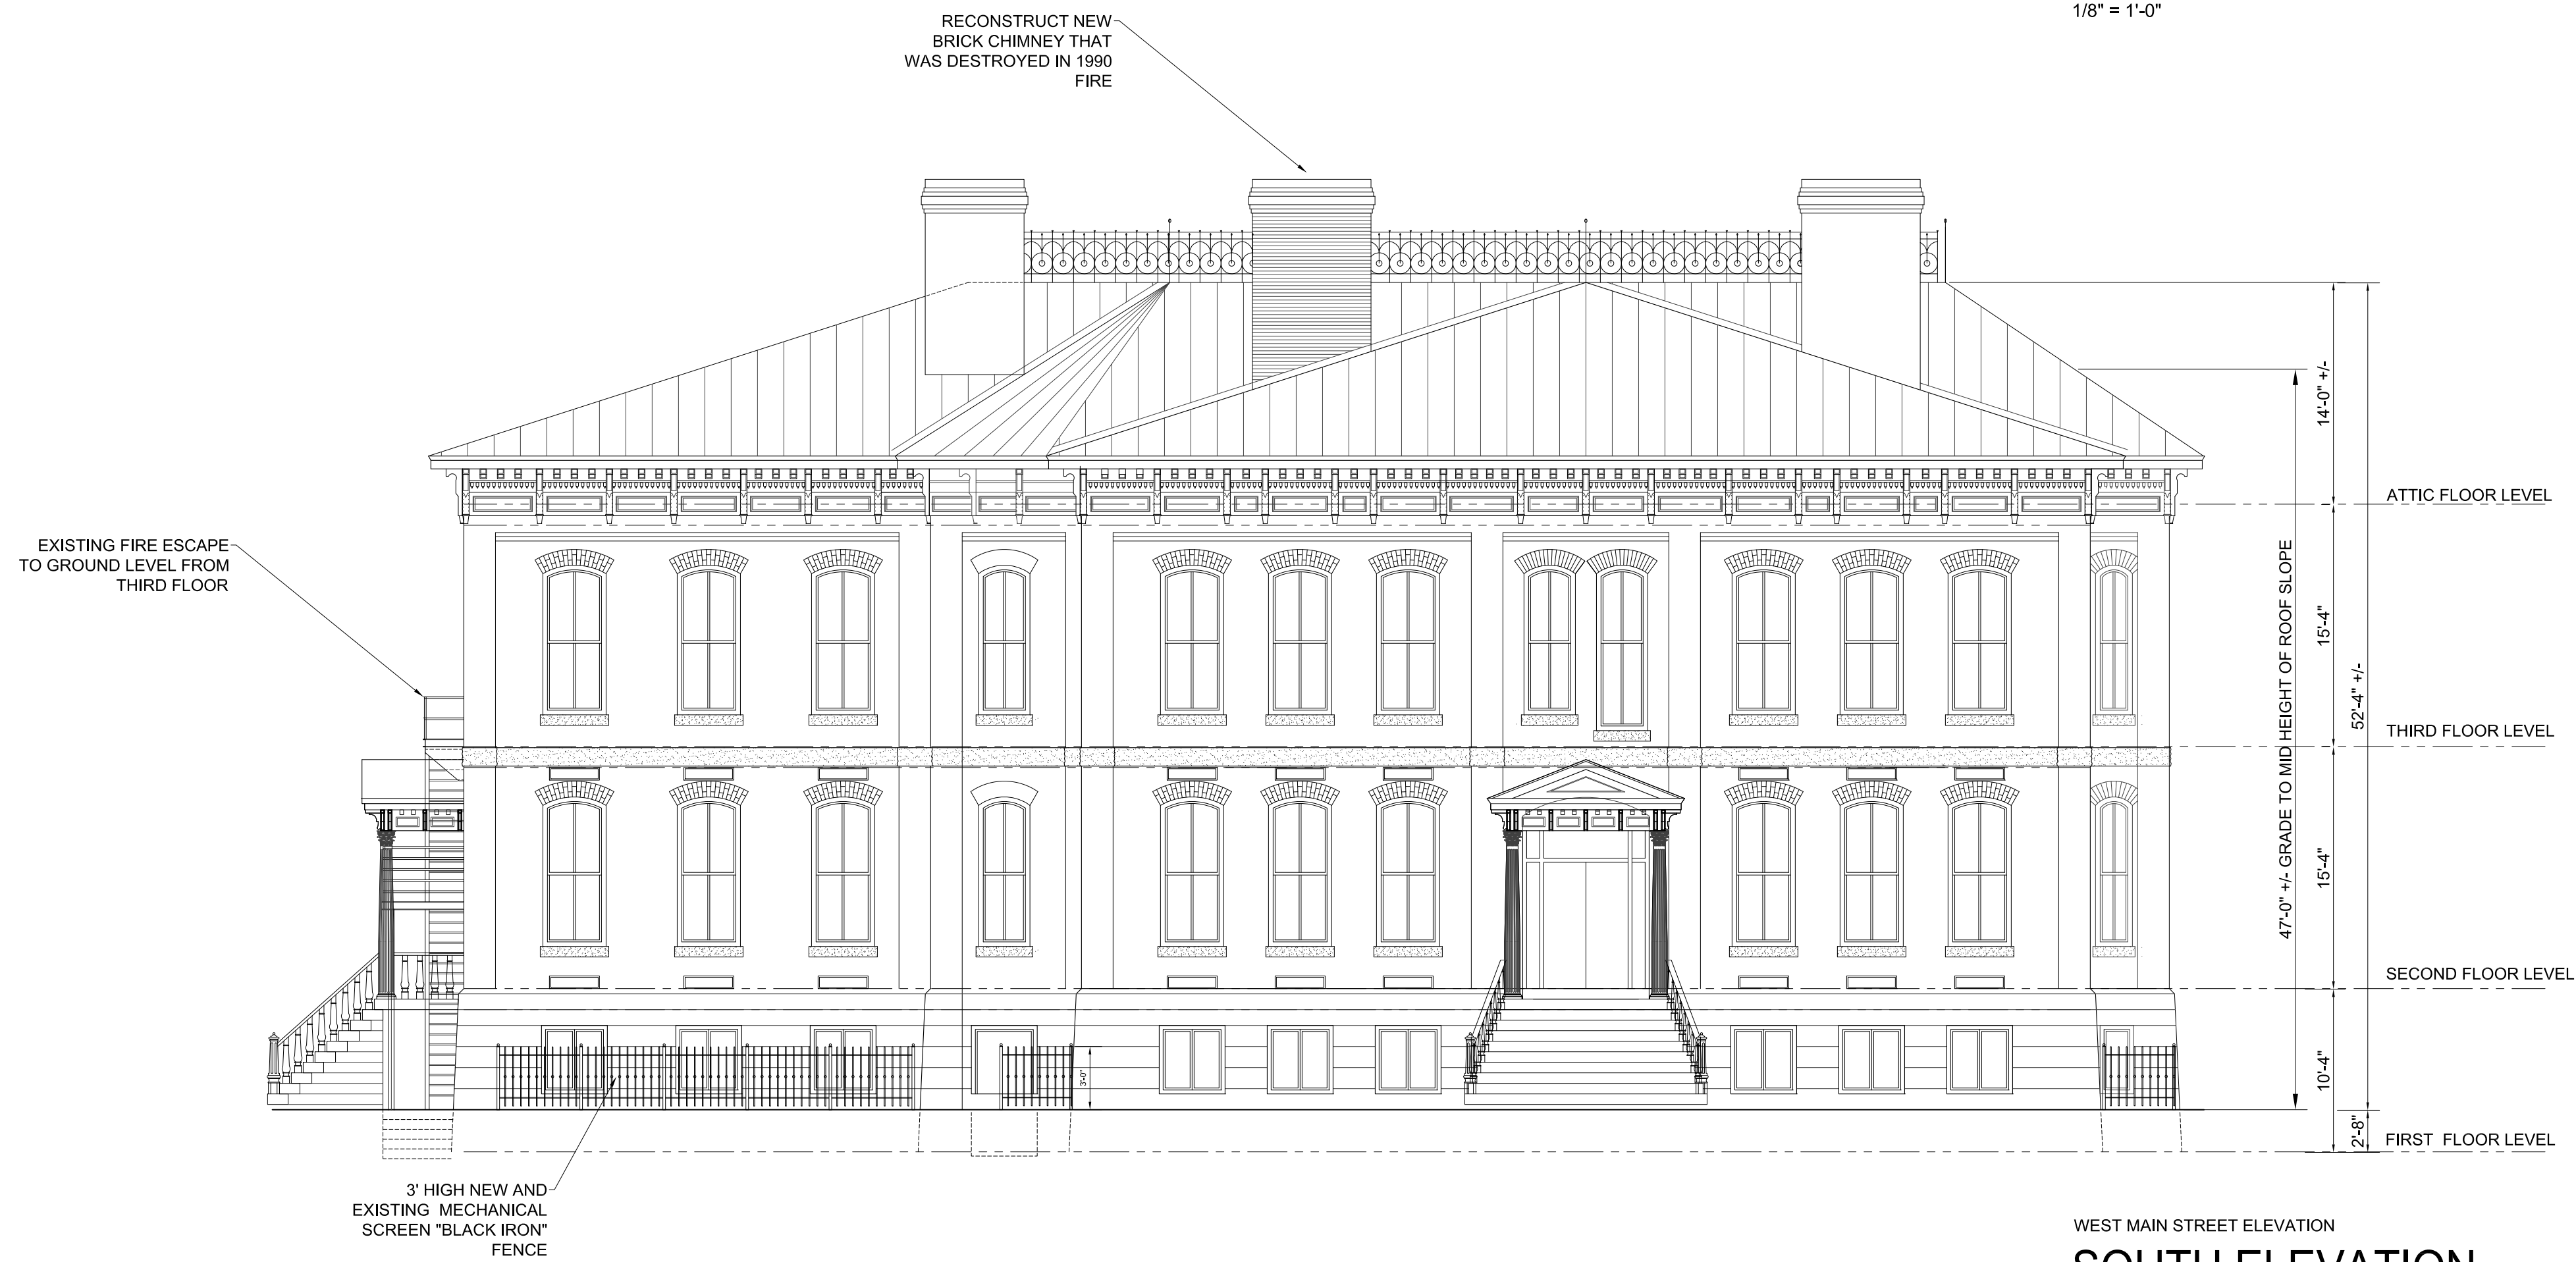 1/8" = 1'-0"
RECONSTRUCT NEW
BRICK CHIMNEY THAT
WAS DESTROYED IN 1990
FIRE
14'-0" +/-
ATTIC FLOOR LEVEL
EXISTING FIRE ESCAPE
TO GROUND LEVEL FROM
THIRD FLOOR
47'-0" +/- GRADE TO MID HEIGHT OF ROOF SLOPE
15'-4"
52'-4" +/-
THIRD FLOOR LEVEL
15'-4"
SECOND FLOOR LEVEL
3'-0"
10'-4"
2'-8"
FIRST FLOOR LEVEL
3' HIGH NEW AND
EXISTING MECHANICAL
SCREEN "BLACK IRON"
FENCE
WEST MAIN STREET ELEVATION
SOUTH ELEVATION